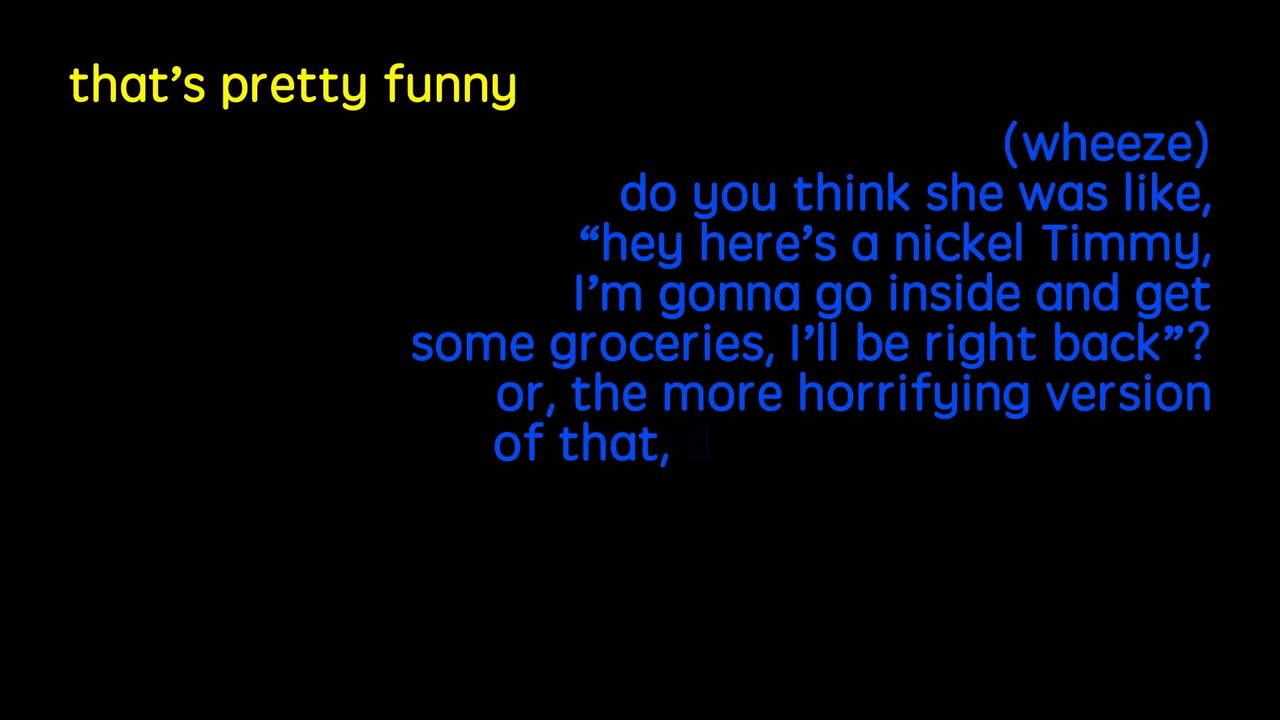 that’s pretty funny
(wheeze)
do you think she was like,
“hey here’s a nickel Timmy,
I’m gonna go inside and get
some groceries, I’ll be right back”?
or, the more horrifying version
of that,